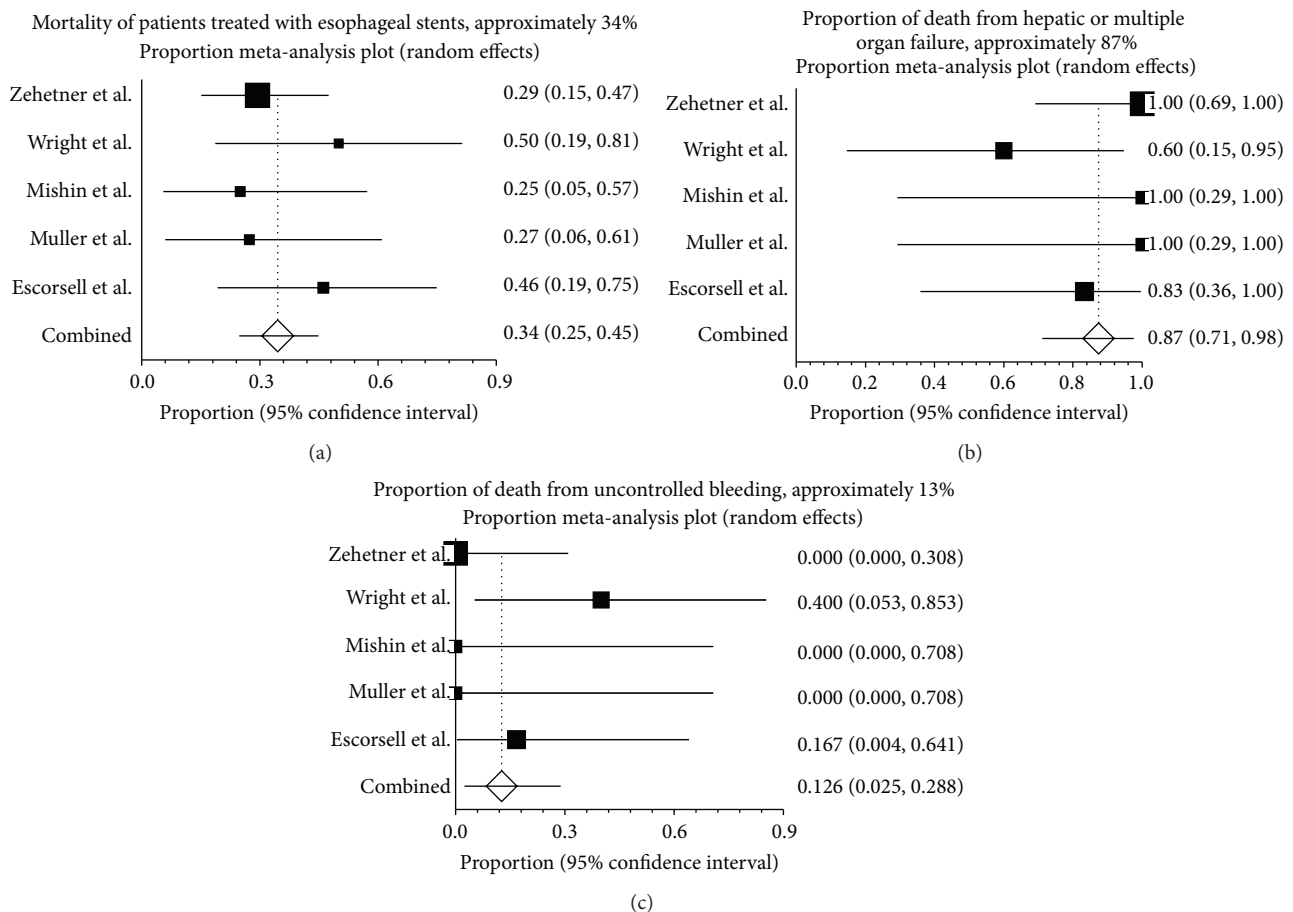 Mortality of patients treated with esophageal stents, approximately 34%
Proportion meta-analysis plot (random effects)
Zehetner et al. 0.29 (0.15, 0.47)
Wright et al. 0.50 (0.19, 0.81)
Mishin et al. 0.25 (0.05, 0.57)
Muller et al. 0.27 (0.06, 0.61)
Escorsell et al. 0.46 (0.19, 0.75)
Combined 0.34 (0.25, 0.45)
0.0 0.3 0.6 0.9
Proportion (95% confidence interval)
(a)
Proportion of death from hepatic or multiple
organ failure, approximately 87%
Proportion meta-analysis plot (random effects)
Zehetner et al. 1.00 (0.69, 1.00)
Wright et al. 0.60 (0.15, 0.95)
Mishin et al. 1.00 (0.29, 1.00)
Muller et al. 1.00 (0.29, 1.00)
Escorsell et al. 0.83 (0.36, 1.00)
Combined 0.87 (0.71, 0.98)
0.0 0.2 0.4 0.6 0.8 1.0
Proportion (95% confidence interval)
(b)
Proportion of death from uncontrolled bleeding, approximately 13%
Proportion meta-analysis plot (random effects)
Zehetner et al. 0.000 (0.000, 0.308)
Wright et al. 0.400 (0.053, 0.853)
Mishin et al. 0.000 (0.000, 0.708)
Muller et al. 0.000 (0.000, 0.708)
Escorsell et al. 0.167 (0.004, 0.641)
Combined 0.126 (0.025, 0.288)
0.0 0.3 0.6 0.9
Proportion (95% confidence interval)
(c)